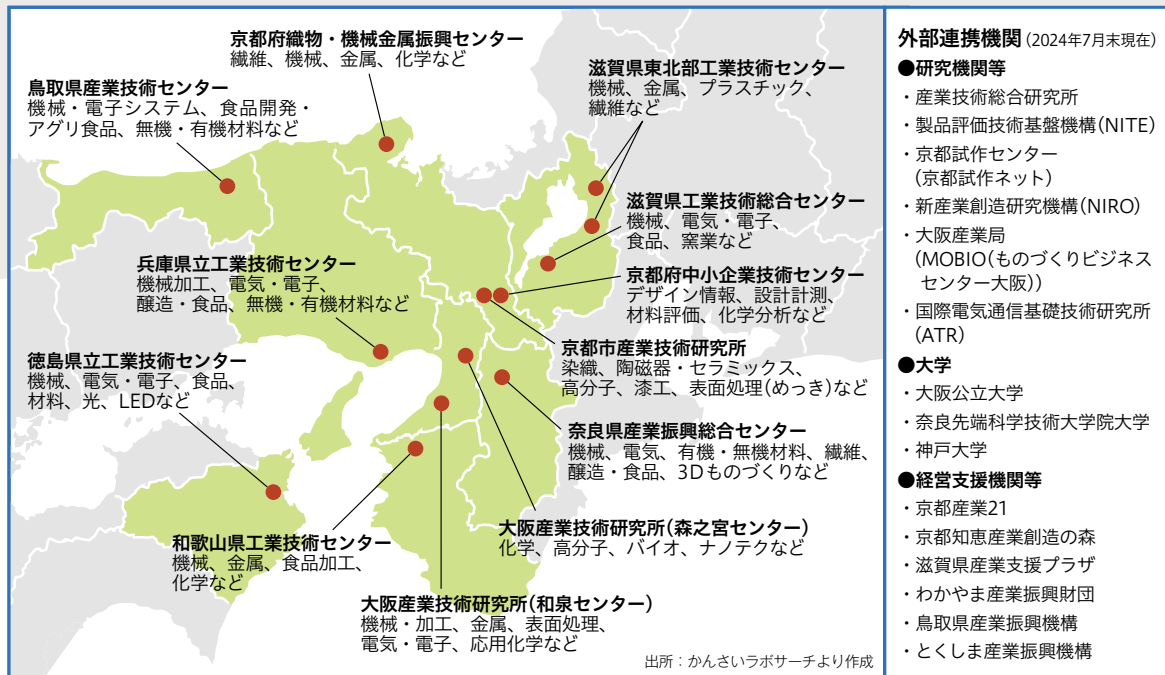 京都府織物・機械金属振興センター
繊維、機械、金属、化学など
鳥取県産業技術センター
機械・電子システム、食品開発・
アグリ食品、無機・有機材料など
滋賀県東北部工業技術センター
機械、金属、プラスチック、
繊維など
滋賀県工業技術総合センター
機械、電気・電子、
食品、窯業など
兵庫県立工業技術センター
機械加工、電気・電子、
醸造・食品、無機・有機材料など
京都府中小企業技術センター
デザイン情報、設計計測、
材料評価、化学分析など
京都市産業技術研究所
染織、陶磁器・セラミックス、
高分子、漆工、表面処理(めっき)など
徳島県立工業技術センター
機械、電気・電子、食品、
材料、光、LEDなど
奈良県産業振興総合センター
機械、電気、有機・無機材料、繊維、
醸造・食品、3Dものづくりなど
大阪産業技術研究所(森之宮センター)
化学、高分子、バイオ、ナノテクなど
和歌山県工業技術センター
機械、金属、食品加工、
化学など
大阪産業技術研究所(和泉センター)
機械・加工、金属、表面処理、
電気・電子、応用化学など
出所：かんさいラボサーチより作成
外部連携機関(2024年7月末現在)
●研究機関等
・産業技術総合研究所
・製品評価技術基盤機構(NITE)
・京都試作センター
(京都試作ネット)
・新産業創造研究機構(NIRO)
・大阪産業局
(MOBIO(ものづくりビジネス
センター大阪))
・国際電気通信基礎技術研究所
(ATR)
●大学
・大阪公立大学
・奈良先端科学技術大学院大学
・神戸大学
●経営支援機関等
・京都産業21
・京都知恵産業創造の森
・滋賀県産業支援プラザ
・わかやま産業振興財団
・鳥取県産業振興機構
・とくしま産業振興機構